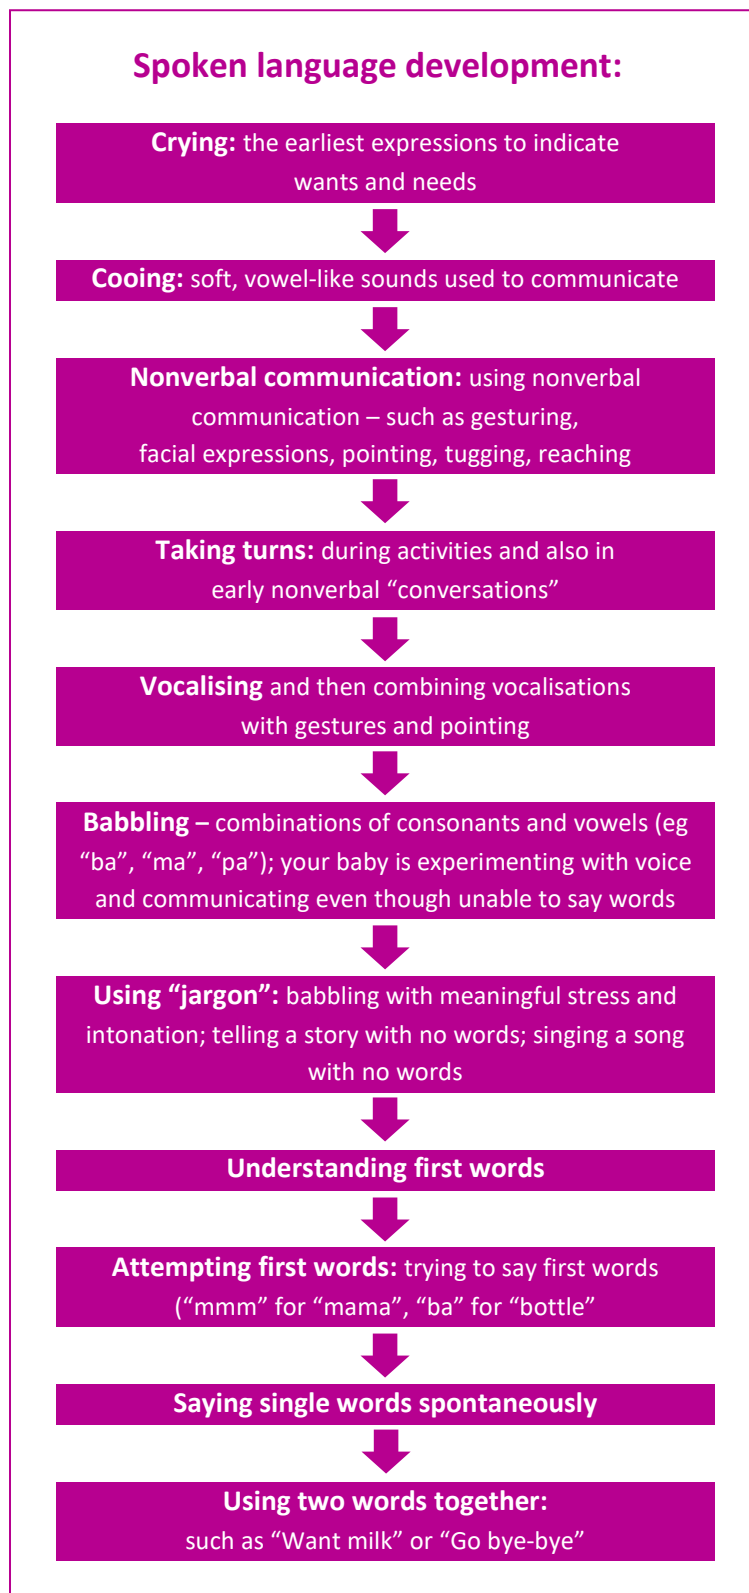 Spoken language development:
Crying: the earliest expressions to indicate
wants and needs
Cooing: soft, vowel-like sounds used to communicate
Nonverbal communication: using nonverbal
communication – such as gesturing,
facial expressions, pointing, tugging, reaching
Taking turns: during activities and also in
early nonverbal “conversations”
Vocalising and then combining vocalisations
with gestures and pointing
Babbling – combinations of consonants and vowels (eg
“ba”, “ma”, “pa”); your baby is experimenting with voice
and communicating even though unable to say words
Using “jargon”: babbling with meaningful stress and
intonation; telling a story with no words; singing a song
with no words
Understanding first words
Attempting first words: trying to say first words
(“mmm” for “mama”, “ba” for “bottle”
Saying single words spontaneously
Using two words together:
such as “Want milk” or “Go bye-bye”